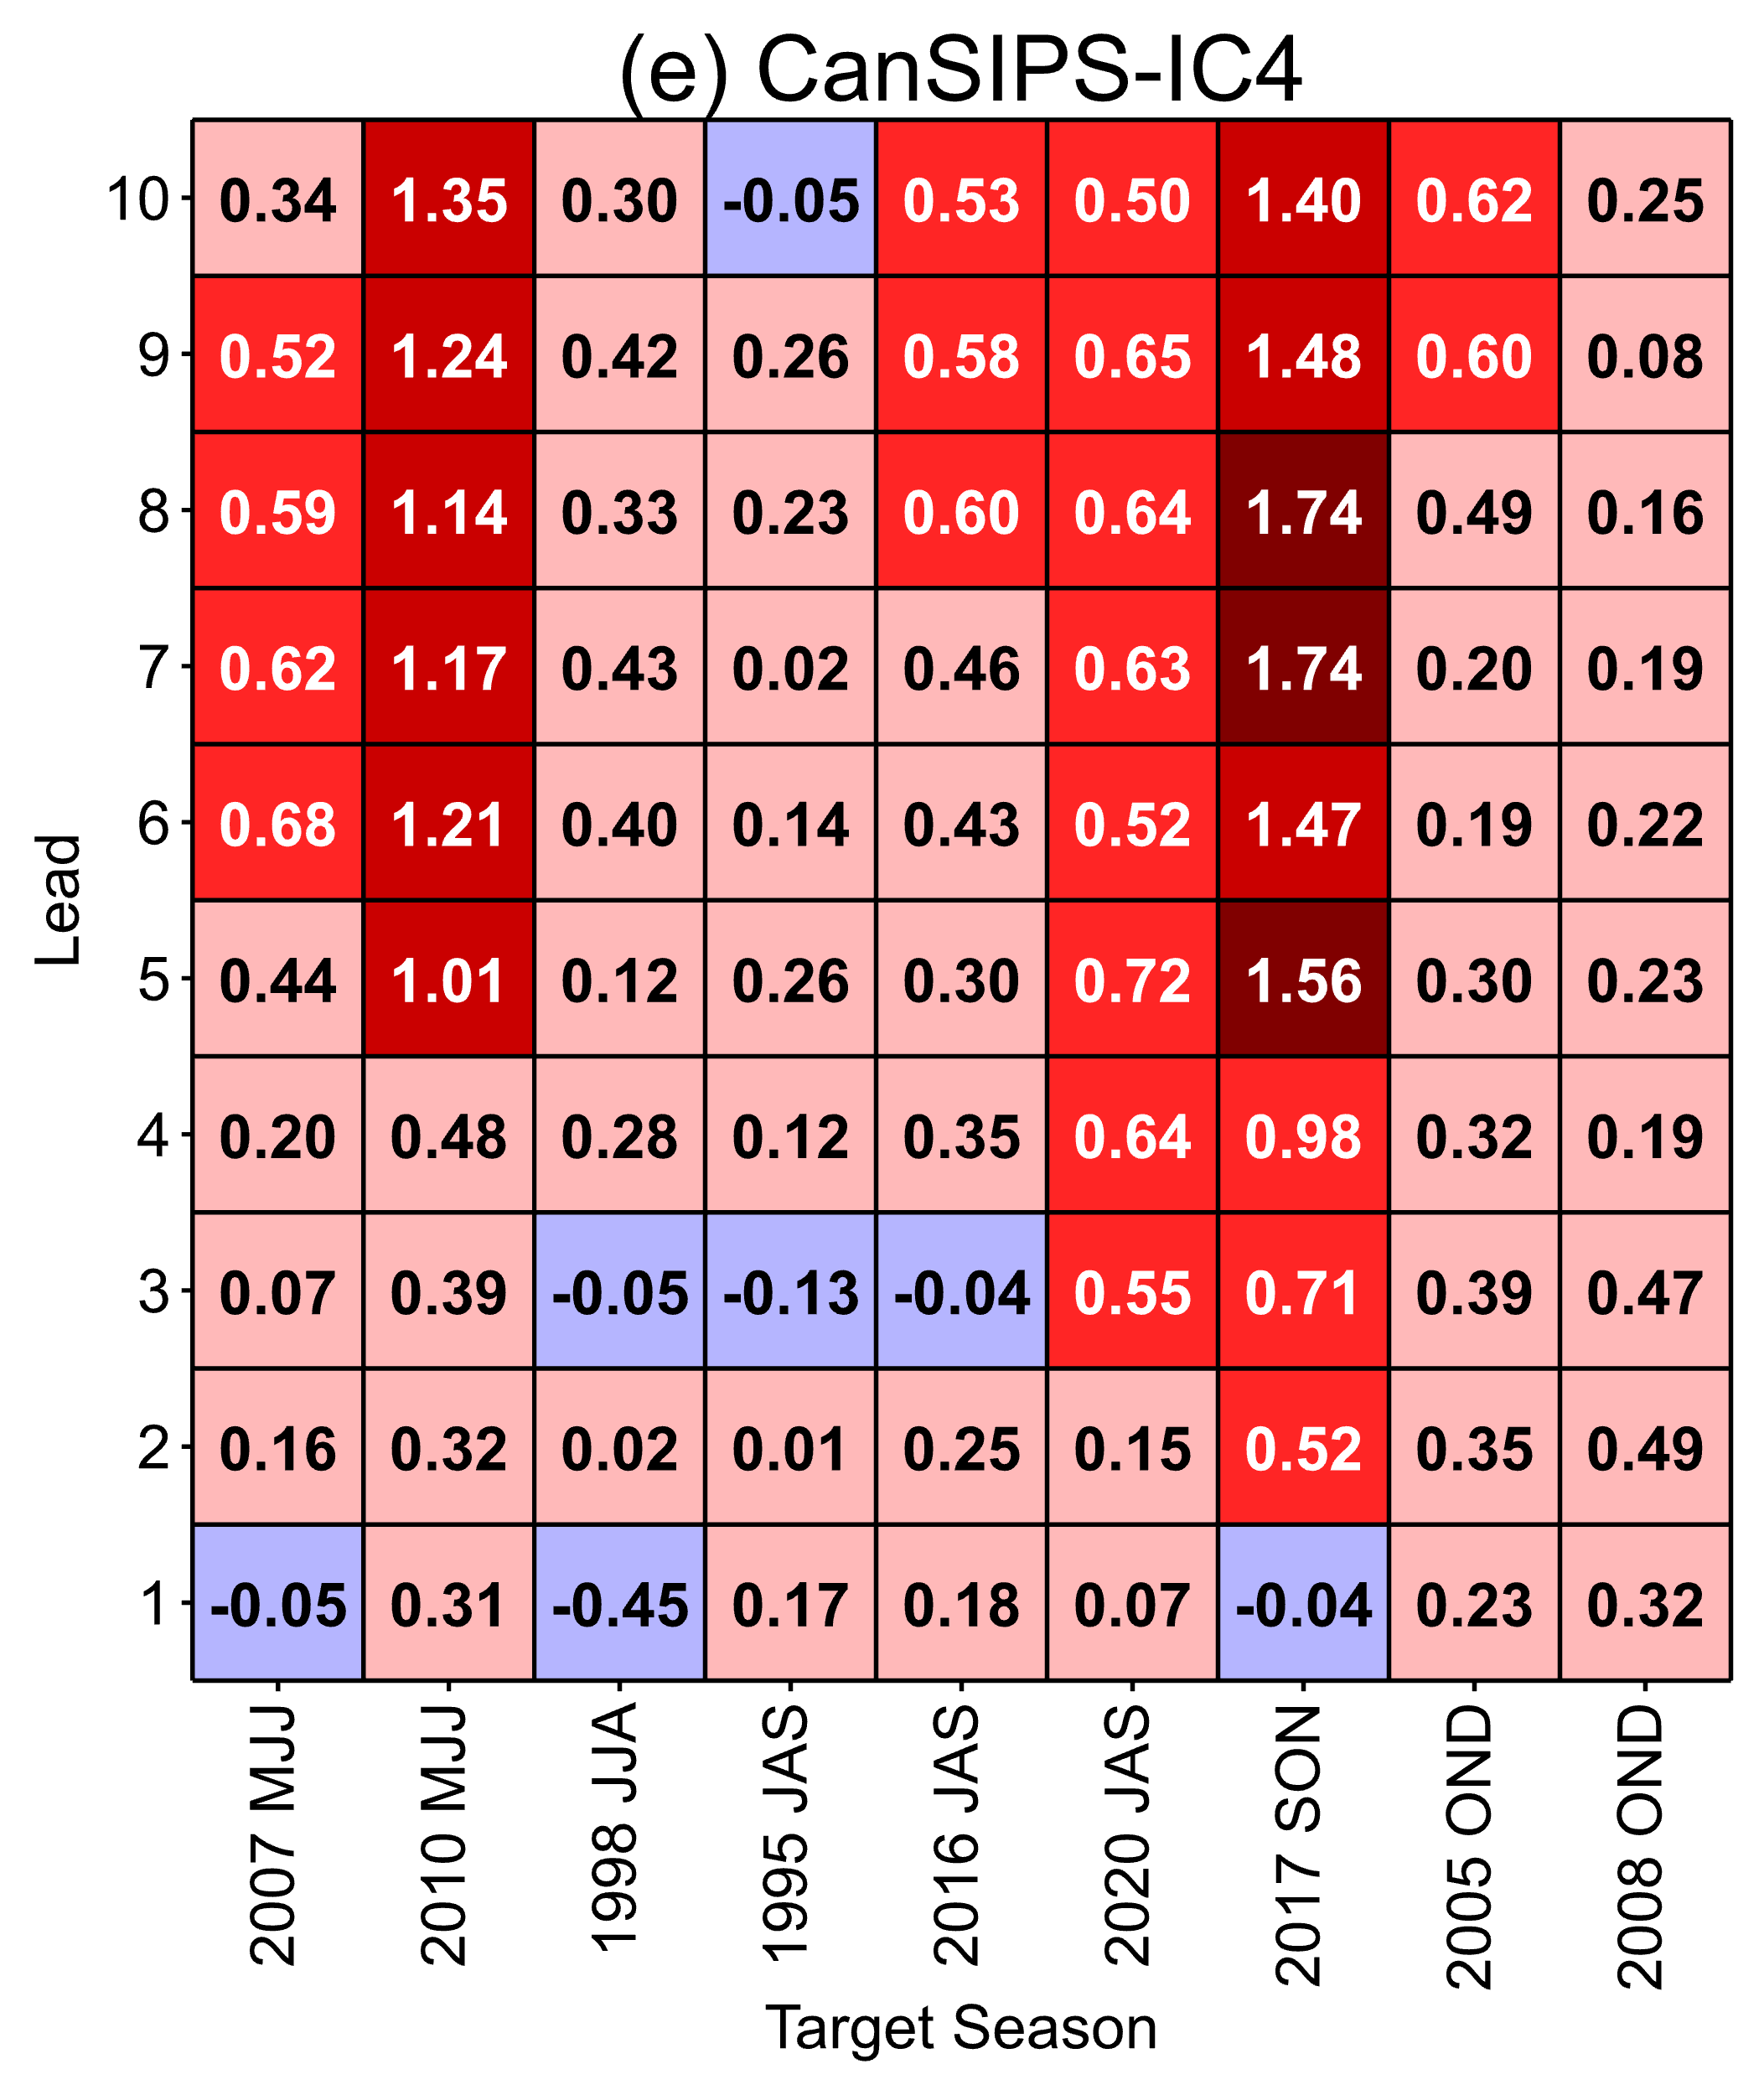 (e) CanSIPS-IC4
10 0.34 1.35 0.30 -0.05 0.53 0.50 1.40 0.62 0.25
9 0.52 1.24 0.42 0.26 0.58 0.65 1.48 0.60 0.08
8 0.59 1.14 0.33 0.23 0.60 0.64 1.74 0.49 0.16
7 0.62 1.17 0.43 0.02 0.46 0.63 1.74 0.20 0.19
6 0.68 1.21 0.40 0.14 0.43 0.52 1.47 0.19 0.22
5 0.44 1.01 0.12 0.26 0.30 0.72 1.56 0.30 0.23
4 0.20 0.48 0.28 0.12 0.35 0.64 0.98 0.32 0.19
3 0.07 0.39 -0.05 -0.13 -0.04 0.55 0.71 0.39 0.47
2 0.16 0.32 0.02 0.01 0.25 0.15 0.52 0.35 0.49
1 -0.05 0.31 -0.45 0.17 0.18 0.07 -0.04 0.23 0.32
Lead
2007 MJJ
2010 MJJ
1998 JJA
1995 JAS
2016 JAS
2020 JAS
2017 SON
2005 OND
2008 OND
Target Season